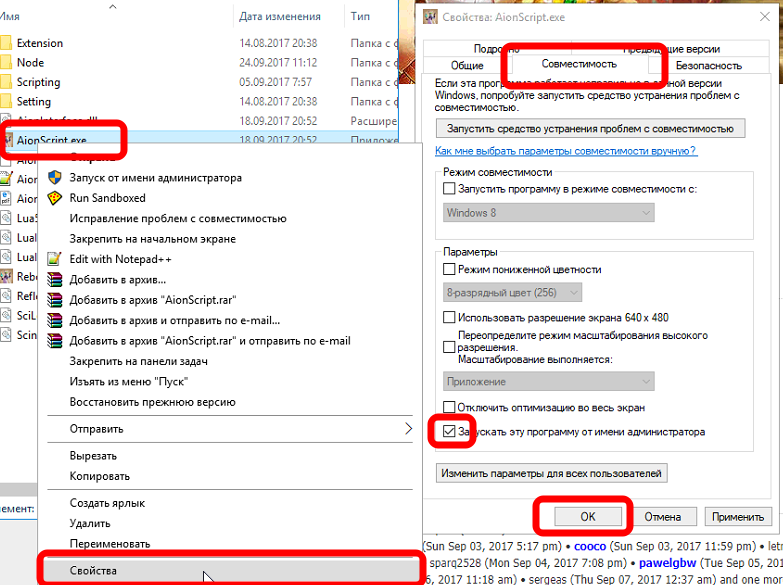 Имя
Дата изменения
Тип
Extension 14.08.2017 20:38 Папка с ф
Node 24.09.2017 11:12 Папка с ф
Scripting 05.09.2017 7:57 Папка с ф
Setting 14.08.2017 20:38 Папка с ф
AionInterface.dll 18.09.2017 20:52 Расшире
AionScript.exe 18.09.2017 20:52 Приложе
Aion
Aion
Aion
LuaS
LuaI
LuaI
Rebo
Refle
SciL
Scin
лемент:
Открыть
Запуск от имени администратора
Run Sandboxed
Исправление проблем с совместимостью
Закрепить на начальном экране
Edit with Notepad++
Добавить в архив...
Добавить в архив "AionScript.rar"
Добавить в архив и отправить по e-mail...
Добавить в архив "AionScript.rar" и отправить по e-mail
Закрепить на панели задач
Изъять из меню "Пуск"
Восстановить прежнюю версию
Отправить
Вырезать
Копировать
Создать ярлык
Удалить
Переименовать
Свойства
Свойства: AionScript.exe
Подробно Предыдущие версии
Общие Совместимость Безопасность
Если эта программа работает неправильно в данной версии
Windows, попробуйте запустить средство устранения проблем с
совместимостью.
Запустить средство устранения проблем с совместимостью
Как мне выбрать параметры совместимости вручную?
Режим совместимости
Запустить программу в режиме совместимости с:
Windows 8
Параметры
Режим пониженной цветности
8-разрядный цвет (256)
Использовать разрешение экрана 640 x 480
Переопределите режим масштабирования высокого
разрешения.
Масштабирование выполняется:
Приложение
Отключить оптимизацию во весь экран
Запускать эту программу от имени администратора
Изменить параметры для всех пользователей
OK Отмена Применить
(Sun Sep 03, 2017 5:17 pm) • cooco (Sun Sep 03, 2017 11:59 pm) • letr
sparq2528 (Mon Sep 04, 2017 7:08 pm) • pawelgbw (Tue Sep 05, 201
6, 2017 11:18 am) • sergeas (Thu Sep 07, 2017 12:37 am) and one mor